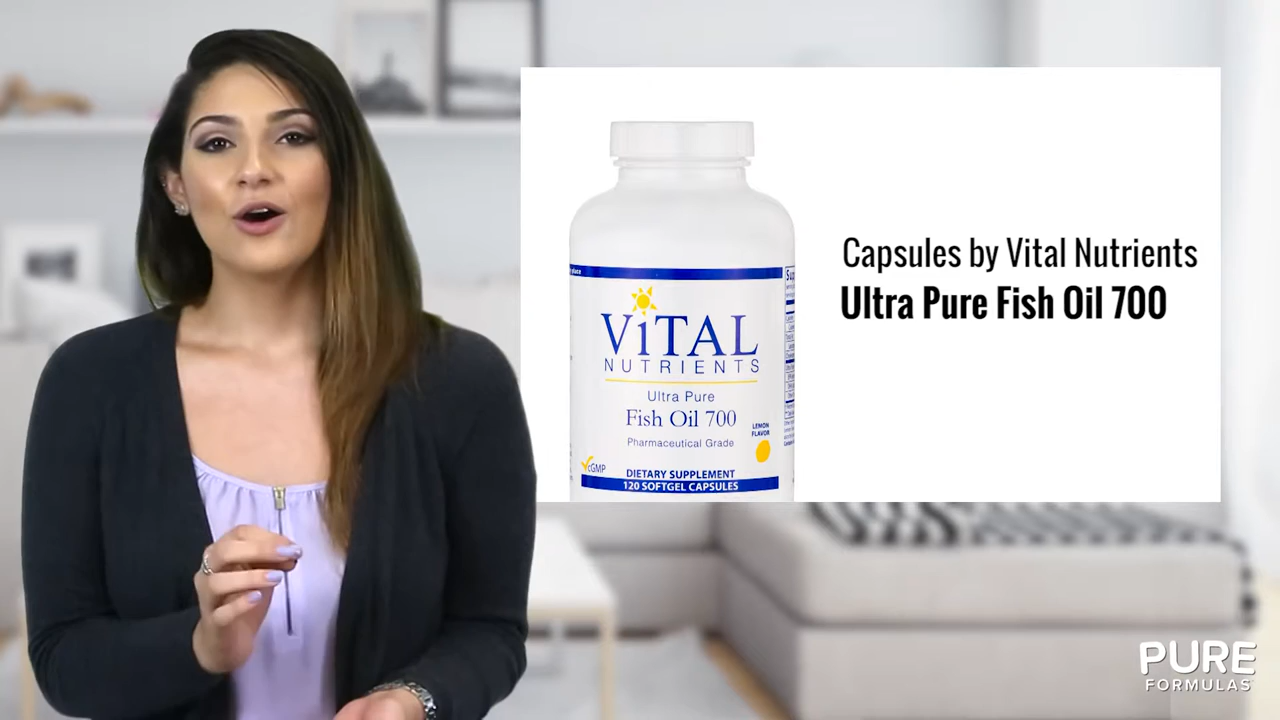 Capsules by Vital Nutrients
Ultra Pure Fish Oil 700
ViTAL
NUTRIENTS
Ultra Pure
Fish Oil 700
Pharmaceutical Grade
LEMON
FLAVOR
cGMP
DIETARY SUPPLEMENT
120 SOFTGEL CAPSULES
PURE
FORMULAS